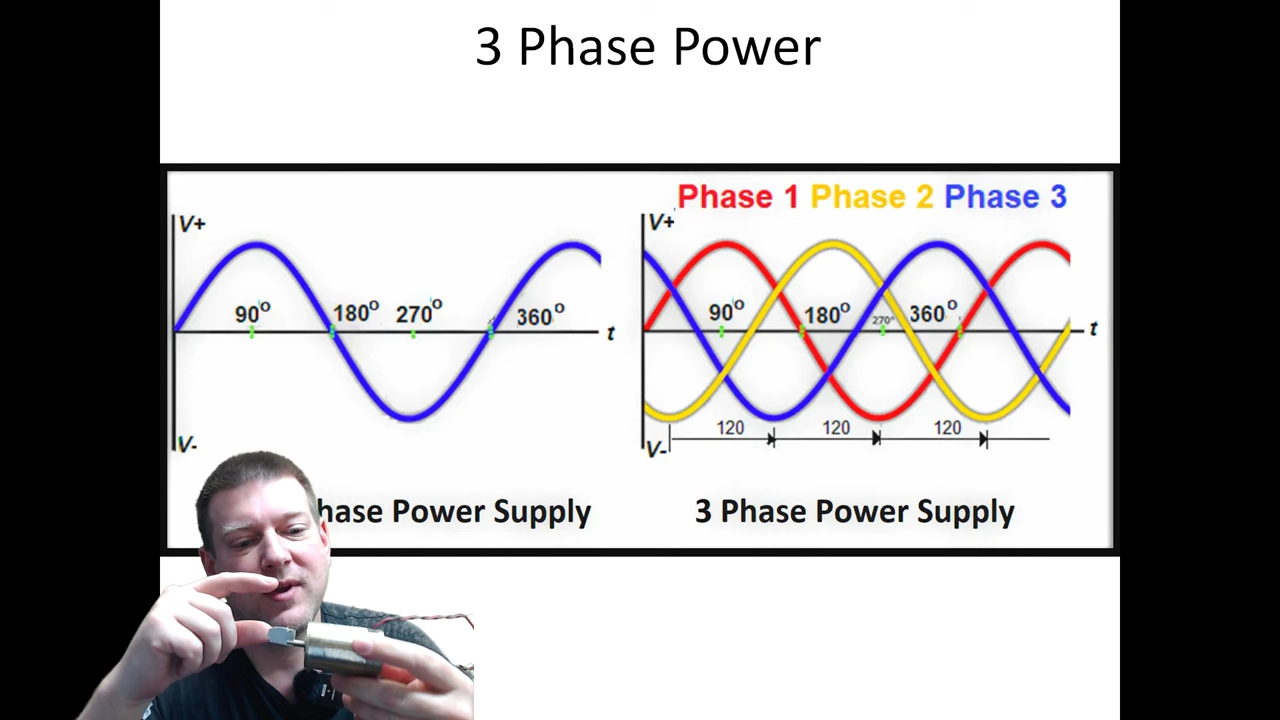 3 Phase Power
V+
90°
180°
270°
360°
t
V-
hase Power Supply
Phase 1 Phase 2 Phase 3
V+
90°
180°
270°
360°
t
120
120
120
V-
3 Phase Power Supply